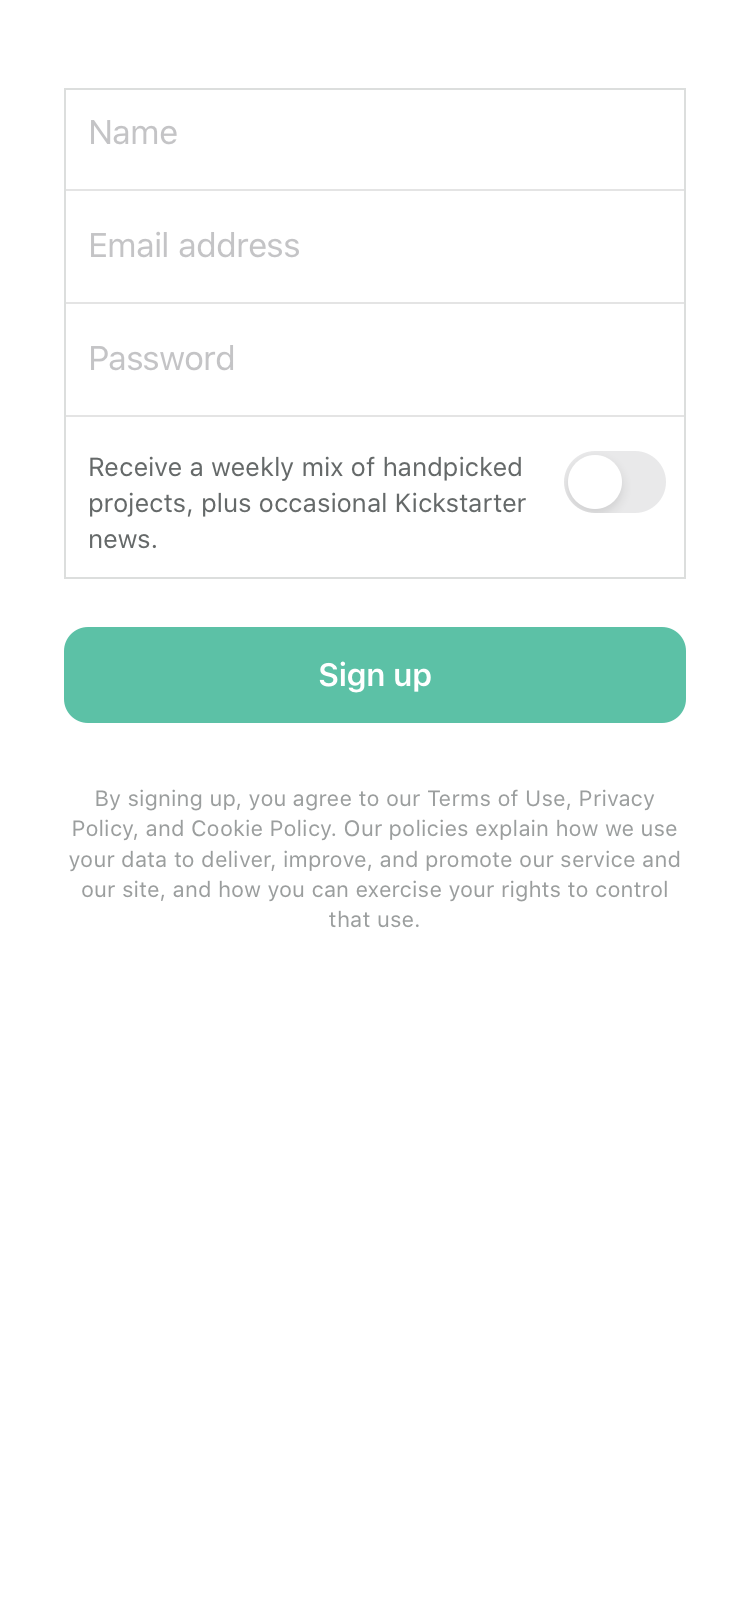 Name
Email address
Password
Receive a weekly mix of handpicked
projects, plus occasional Kickstarter
news.
Sign up
By signing up, you agree to our Terms of Use, Privacy
Policy, and Cookie Policy. Our policies explain how we use
your data to deliver, improve, and promote our service and
our site, and how you can exercise your rights to control
that use.